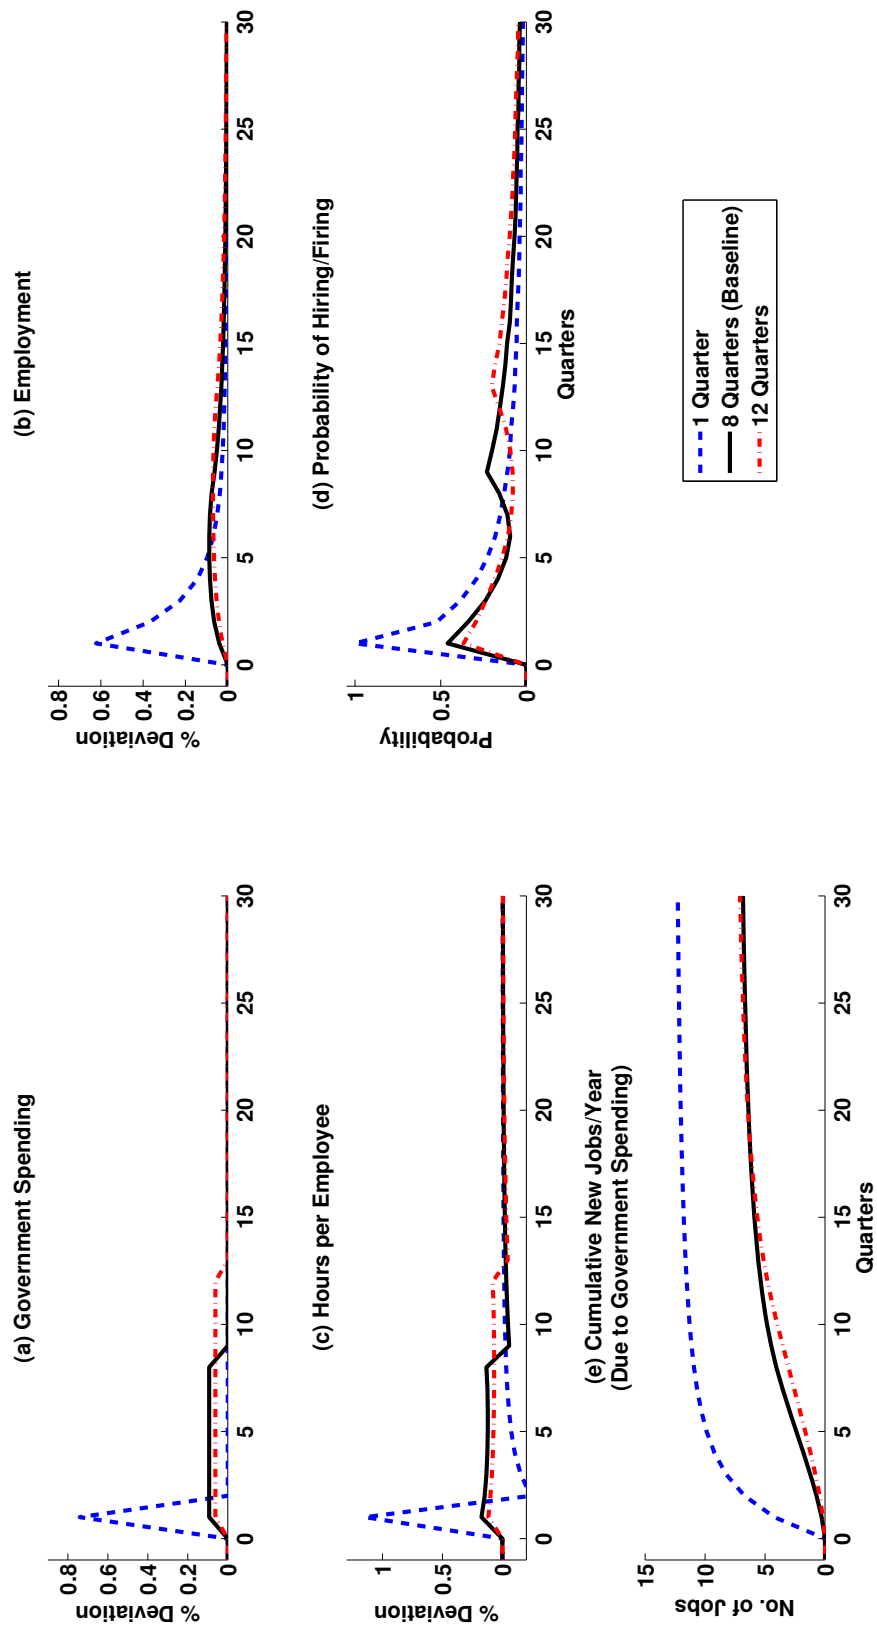 (a) Government Spending
% Deviation
0.8
0.6
0.4
0.2
0
0 5 10 15 20 25 30
(b) Employment
% Deviation
0.8
0.6
0.4
0.2
0
0 5 10 15 20 25 30
(c) Hours per Employee
% Deviation
1
0.5
0
0 5 10 15 20 25 30
(d) Probability of Hiring/Firing
Probability
1
0.5
0
0 5 10 15 20 25 30
Quarters
(e) Cumulative New Jobs/Year
(Due to Government Spending)
No. of Jobs
15
10
5
0
0 5 10 15 20 25 30
Quarters
1 Quarter
8 Quarters (Baseline)
12 Quarters